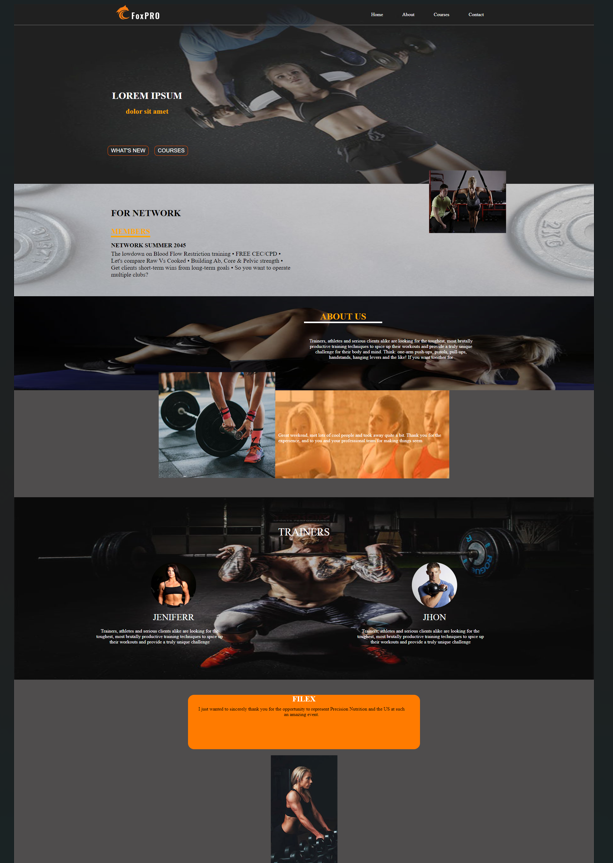 FoxPRO
Home About Courses Contact
LOREM IPSUM
dolor sit amet
WHAT'S NEW COURSES
FOR NETWORK
NETWORK SUMMER 2045
The lowdown on Blood Flow Restriction training • FREE CEC/CPD •
Let's compare Raw Vs Cooked • Building Ab, Core & Pelvic strength •
Get clients short-term wins from long-term goals • So you want to operate
multiple clubs?
ABOUT US
Trainers, athletes and serious clients alike are looking for the toughest, most brutally
productive training techniques to spice up their workouts and provide a truly unique
challenge for their body and mind. Think: one-arm push-ups, pistols, pull-ups,
handstands, hanging levers and the like! If you want another for
Great weekend, met lots of cool people and walk away quite a bit. Thank you for the
experience, and to you and your professional team for making things
TRAINERS
JENIFERR
Trainers, athletes and serious clients alike are looking for the
toughest, most brutally productive training techniques to spice up
their workouts and provide a truly unique challenge
JHON
Trainers, athletes and serious clients alike are looking for the
toughest, most brutally productive training techniques to spice up
their workouts and provide a truly unique challenge
FILEX
I just wanted to sincerely thank you for the opportunity to represent Precision Nutrition and the US at such
an amazing event